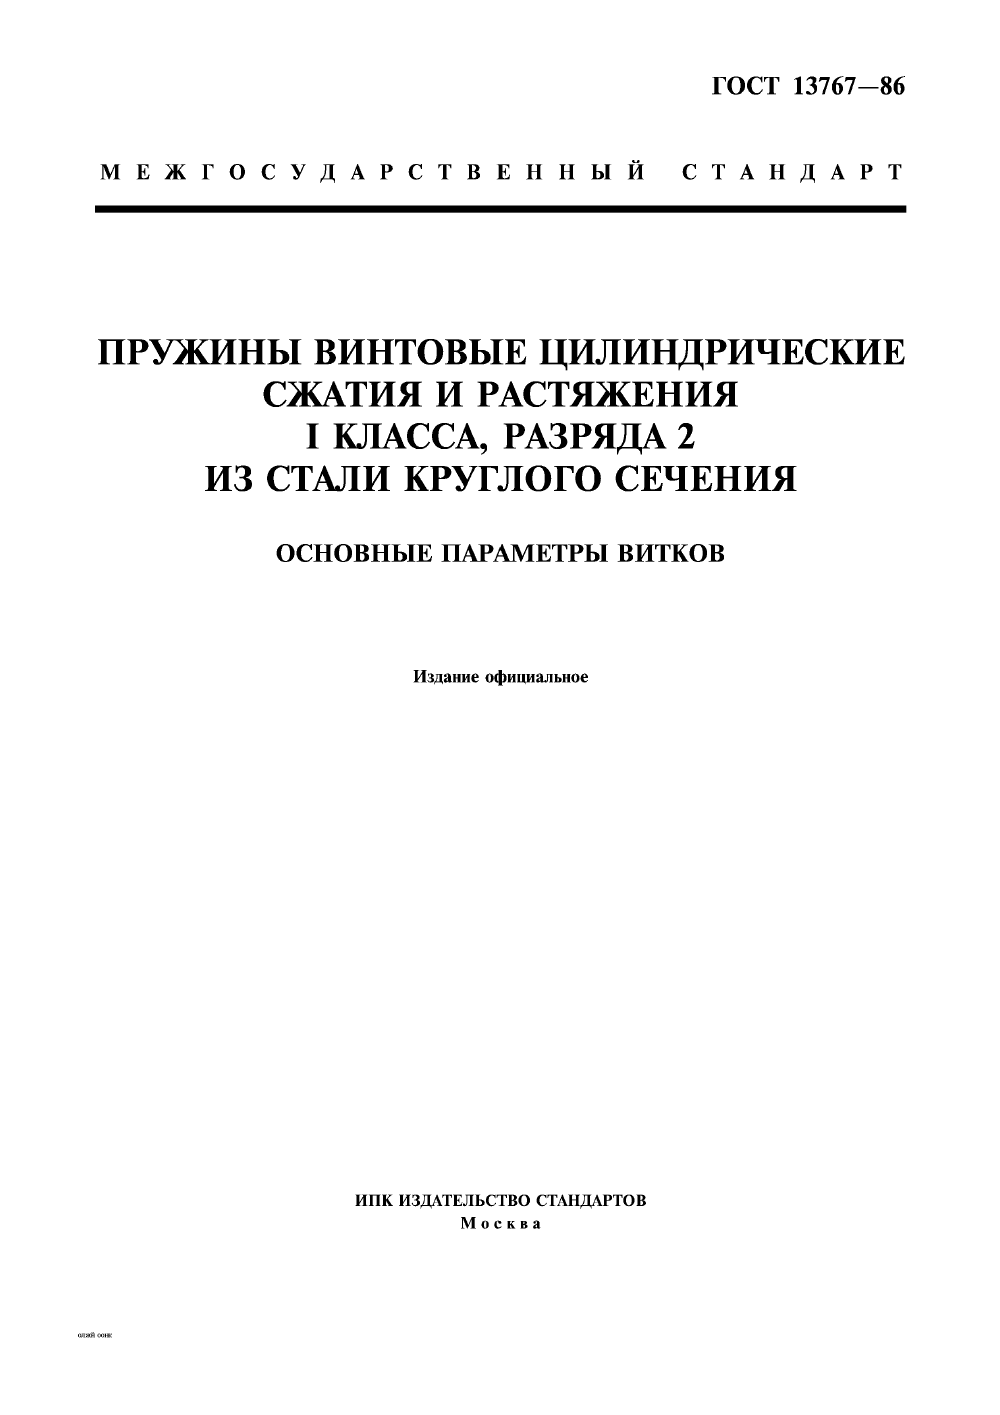 ГОСТ 13767—86
МЕЖГОСУДАРСТВЕННЫЙ СТАНДАРТ
ПРУЖИНЫ ВИНТОВЫЕ ЦИЛИНДРИЧЕСКИЕ
СЖАТИЯ И РАСТЯЖЕНИЯ
I КЛАССА, РАЗРЯДА 2
ИЗ СТАЛИ КРУГЛОГО СЕЧЕНИЯ
ОСНОВНЫЕ ПАРАМЕТРЫ ВИТКОВ
Издание официальное
ИПК ИЗДАТЕЛЬСТВО СТАНДАРТОВ
Москва